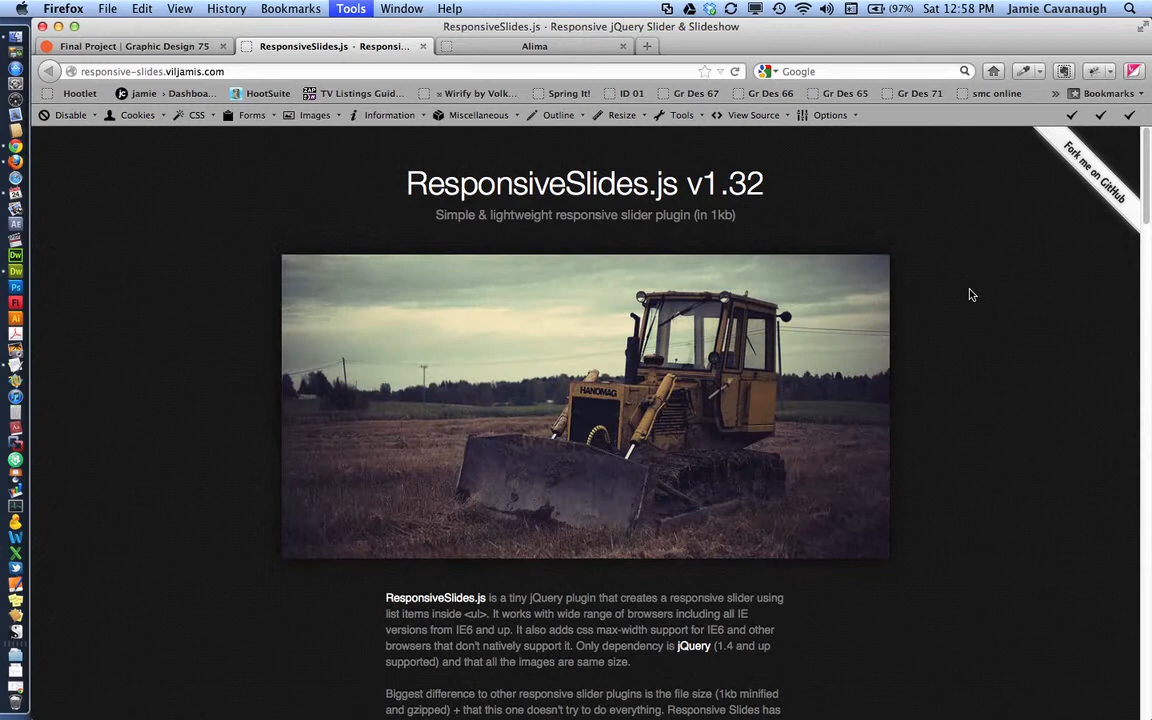 Firefox File Edit View History Bookmarks Tools Window Help (97%) Sat 12:58 PM Jamie Cavanaugh
ResponsiveSlides.js · Responsive jQuery Slider & Slideshow
Final Project | Graphic Design 75 ResponsiveSlides.js · Responsi... Alima
responsive-slides.viljamis.com Google
Hootlet jamie › Dashboa... HootSuite TV Listings Guid... :: Wirify by Volk... Spring It! ID 01 Gr Des 67 Gr Des 66 Gr Des 65 Gr Des 71 smc online » Bookmarks
Disable Cookies CSS Forms Images Information Miscellaneous Outline Resize Tools View Source Options
Fork me on GitHub
ResponsiveSlides.js v1.32
Simple & lightweight responsive slider plugin (in 1kb)
HANOMAG
ResponsiveSlides.js is a tiny jQuery plugin that creates a responsive slider using
list items inside <ul>. It works with wide range of browsers including all IE
versions from IE6 and up. It also adds css max-width support for IE6 and other
browsers that don't natively support it. Only dependency is jQuery (1.4 and up
supported) and that all the images are same size.
Biggest difference to other responsive slider plugins is the file size (1kb minified
and gzipped) + that this one doesn't try to do everything. Responsive Slides has